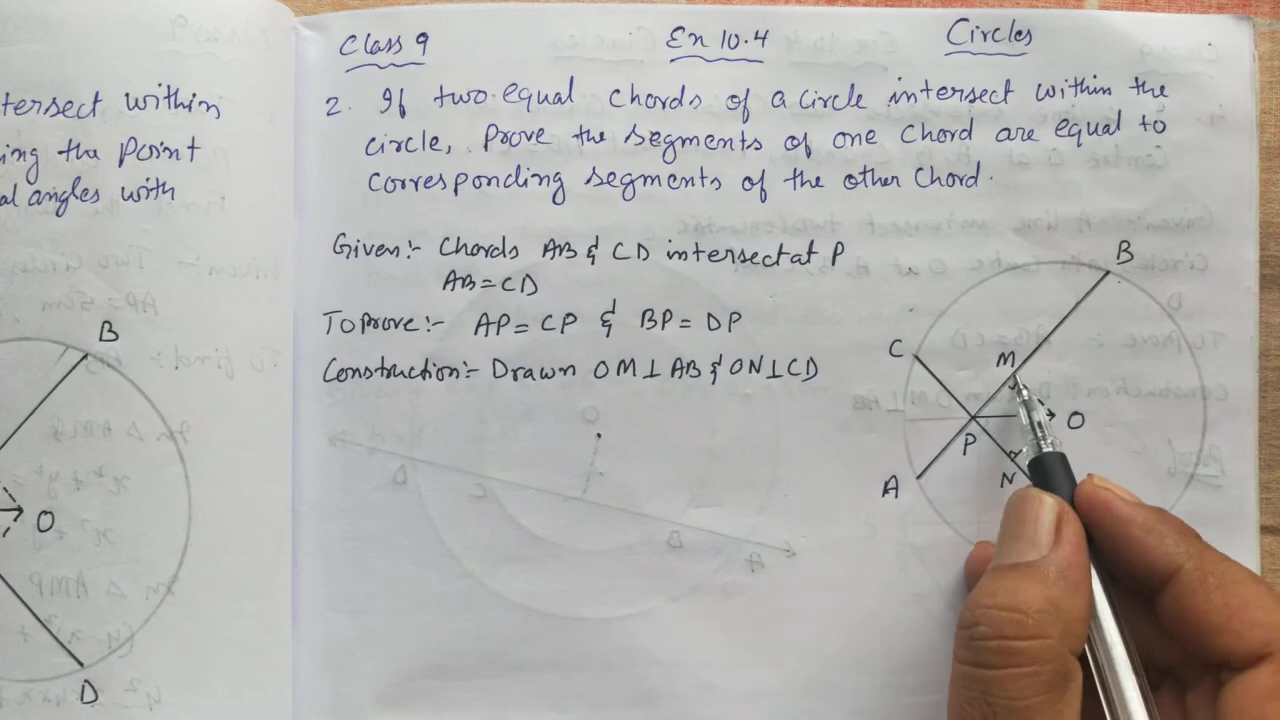 Class 9 Ex 10.4 Circles
tersect within
ing the point
al angles with
2. If two equal chords of a circle intersect within the
circle, Prove the segments of one chord are equal to
corresponding segments of the other chord.
Given:- Chords AB & CD intersect at P
AB = CD
To prove:- AP = CP & BP = DP
Construction:- Drawn OM ⊥ AB & ON ⊥ CD
B
C
M
O
P
A
N
B
O
D